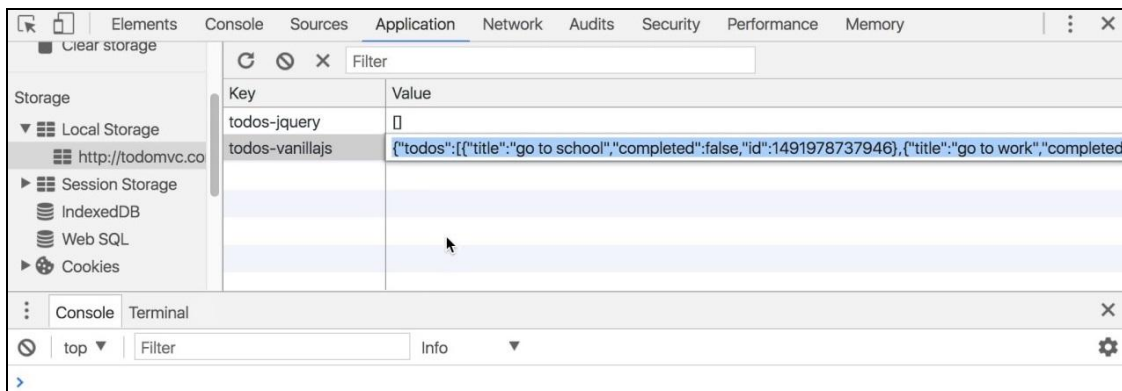 Elements Console Sources Application Network Audits Security Performance Memory
Clear storage
Filter
Storage
Key Value
Local Storage
todos-jquery []
http://todomvc.co
todos-vanillajs {"todos":[{"title":"go to school","completed":false,"id":1491978737946},{"title":"go to work","completed
Session Storage
IndexedDB
Web SQL
Cookies
Console Terminal
top Filter Info